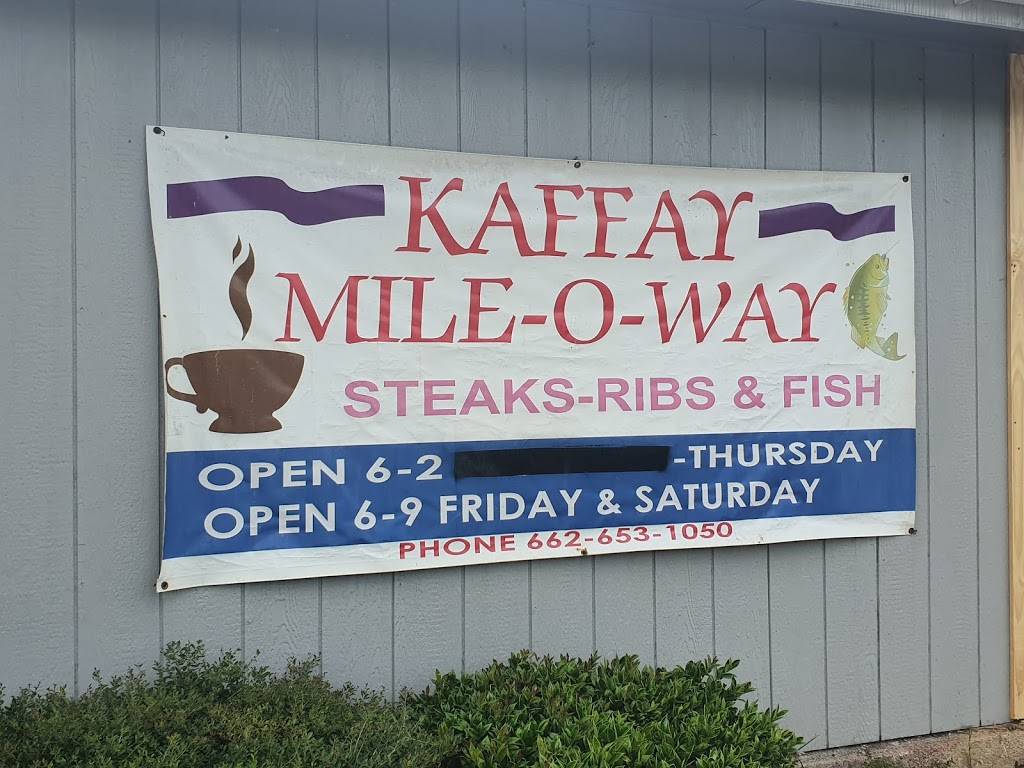 KAFFAY
MILE-O-WAY
STEAKS-RIBS & FISH
OPEN 6-2 -THURSDAY
OPEN 6-9 FRIDAY & SATURDAY
PHONE 662-653-1050